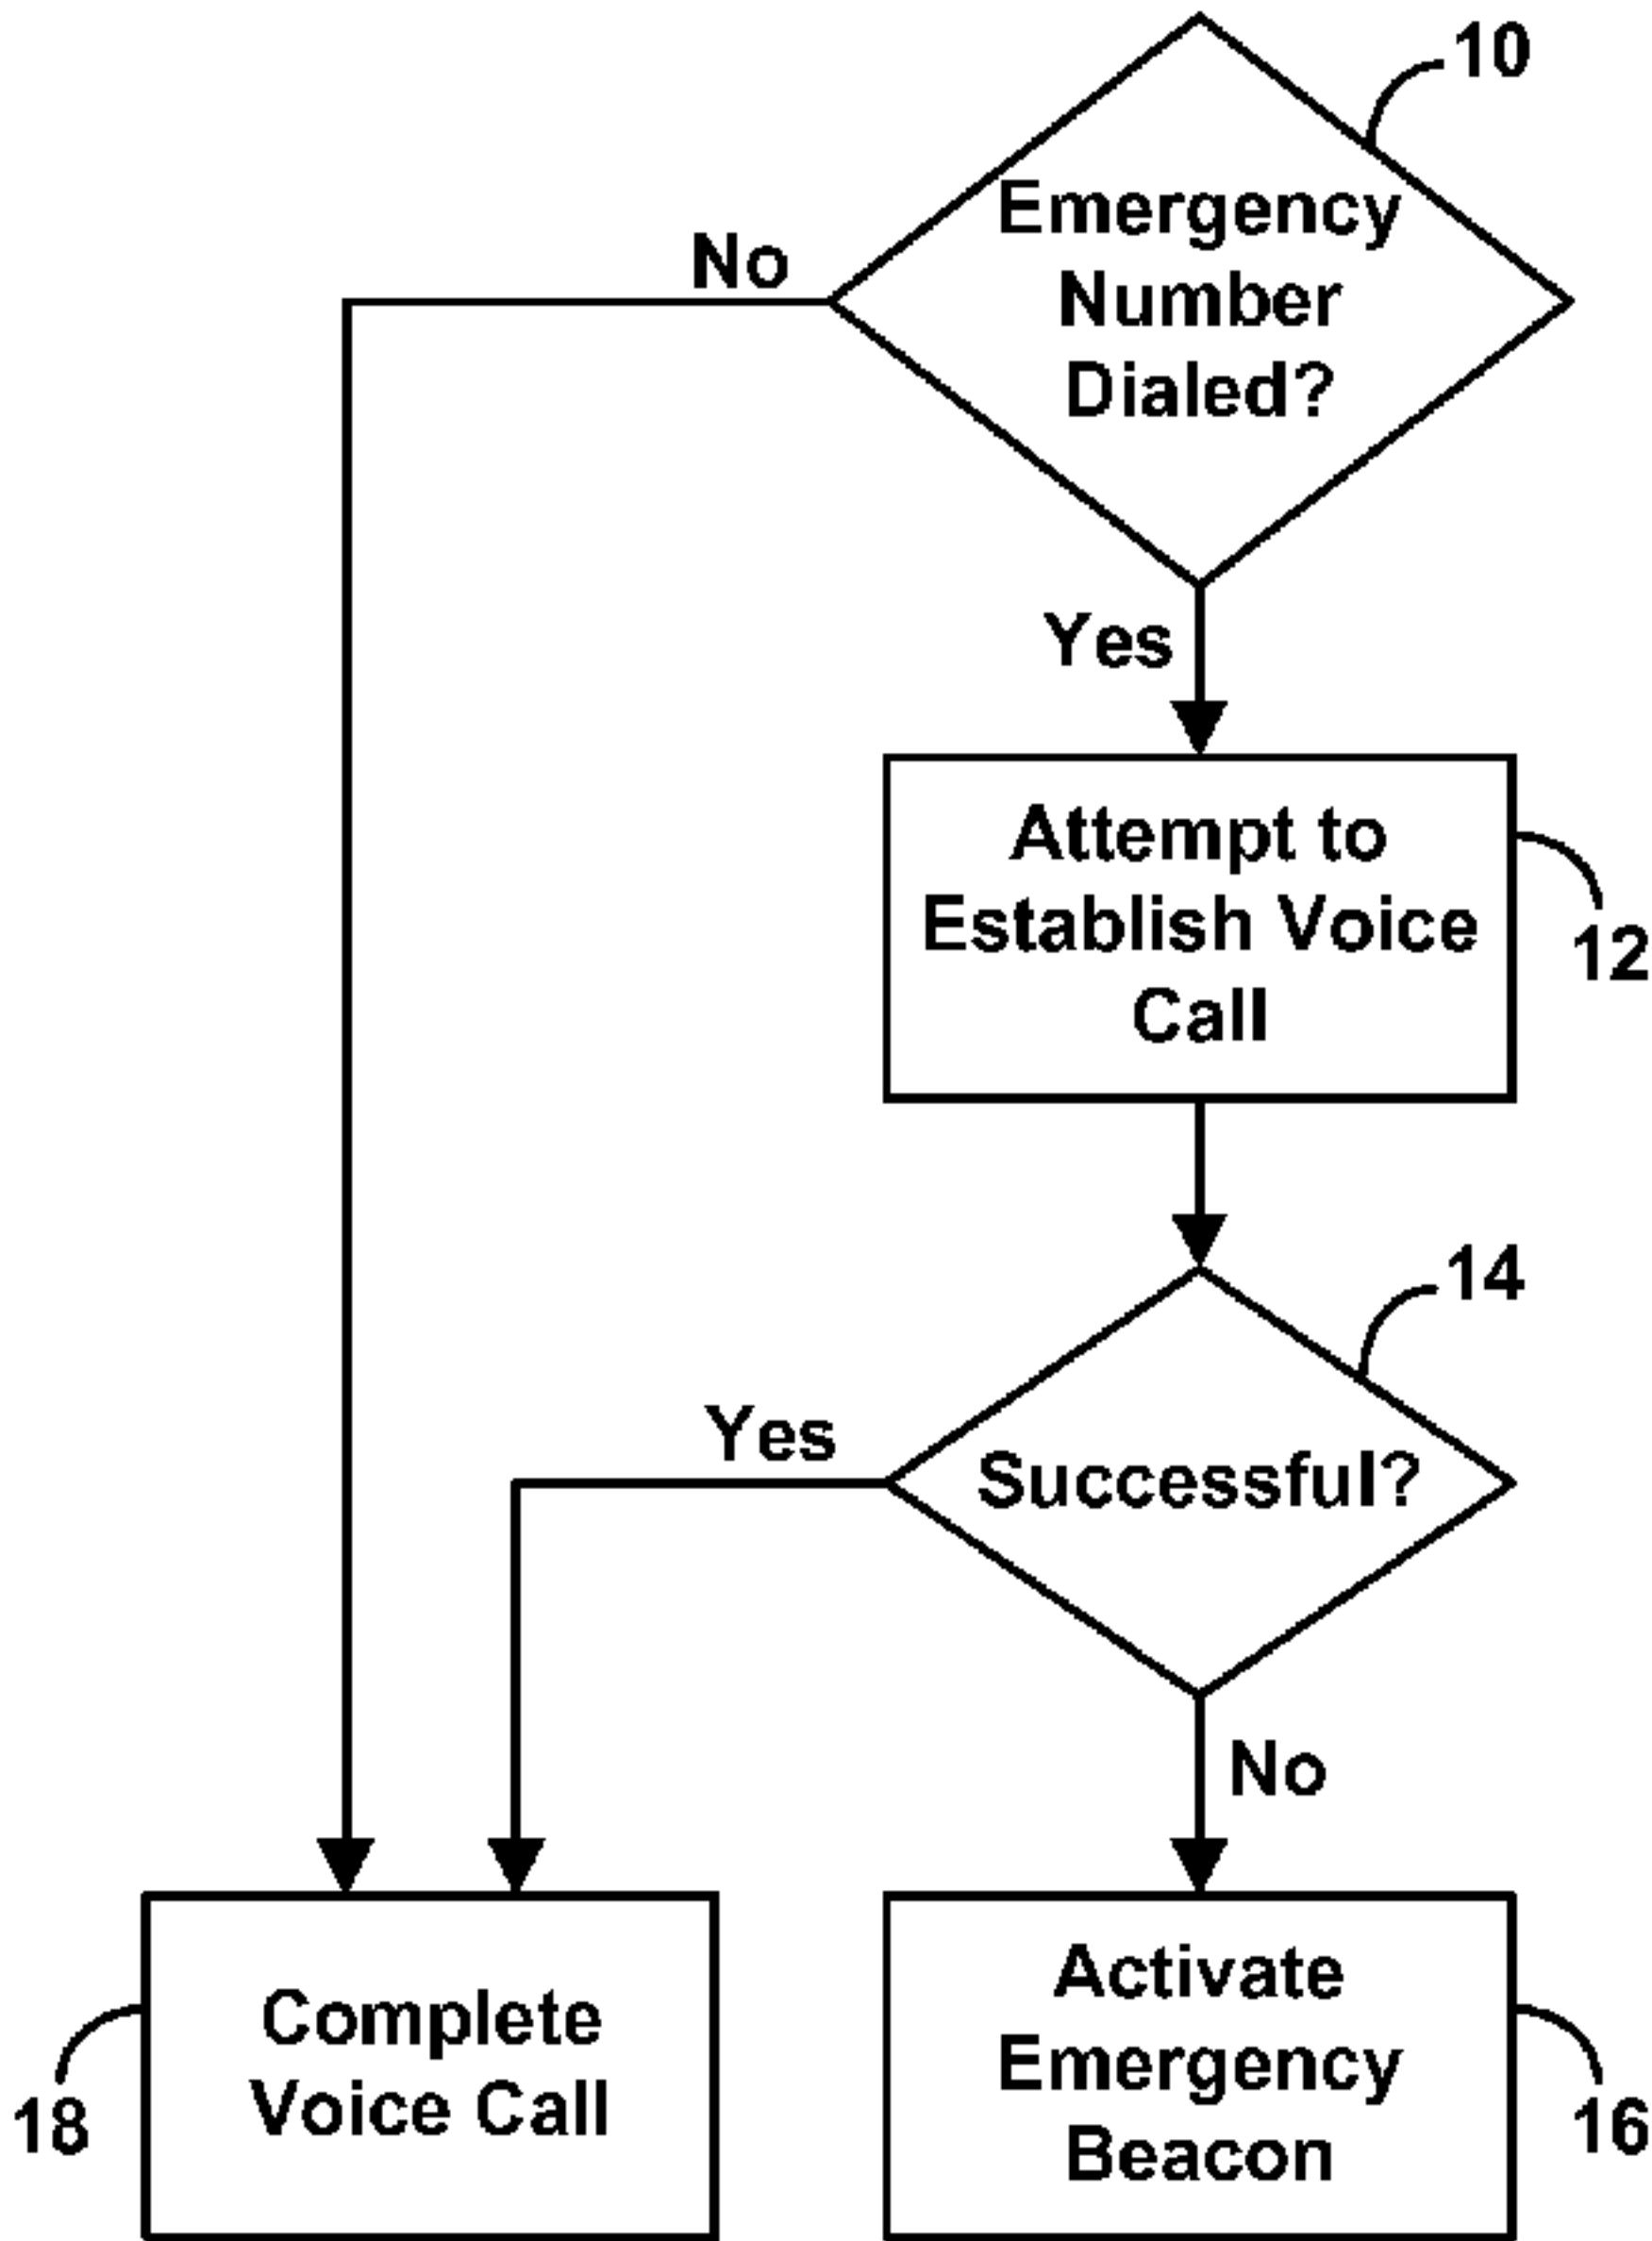 10
Emergency
Number
Dialed?
No
Yes
Attempt to
Establish Voice
Call
12
14
Successful?
Yes
No
Complete
Voice Call
18
Activate
Emergency
Beacon
16